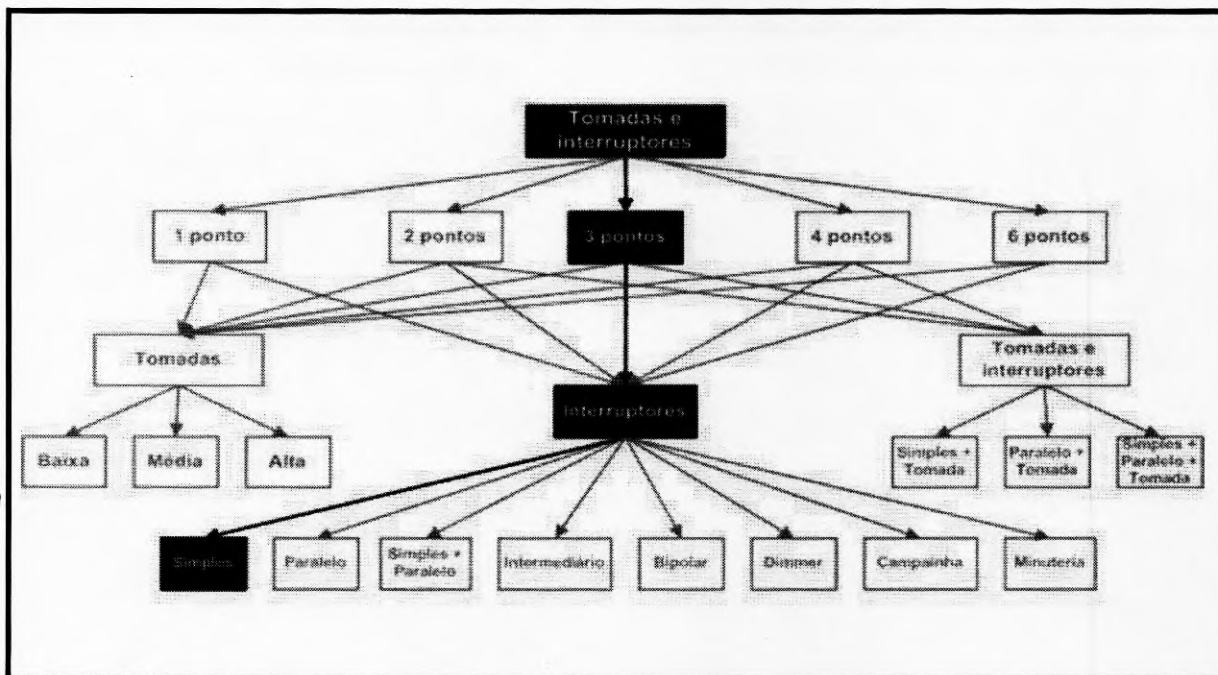 Tomadas e
interruptores
1 ponto
2 pontos
3 pontos
4 pontos
6 pontos
Tomadas
Interruptores
Tomadas e
interruptores
Baixa
Média
Alta
Simples +
Tomada
Paralelo +
Tomada
Simples +
Paralelo +
Tomada
Simples
Paralelo
Simples +
Paralelo
Intermediário
Bipolar
Dimmer
Campainha
Minuteria